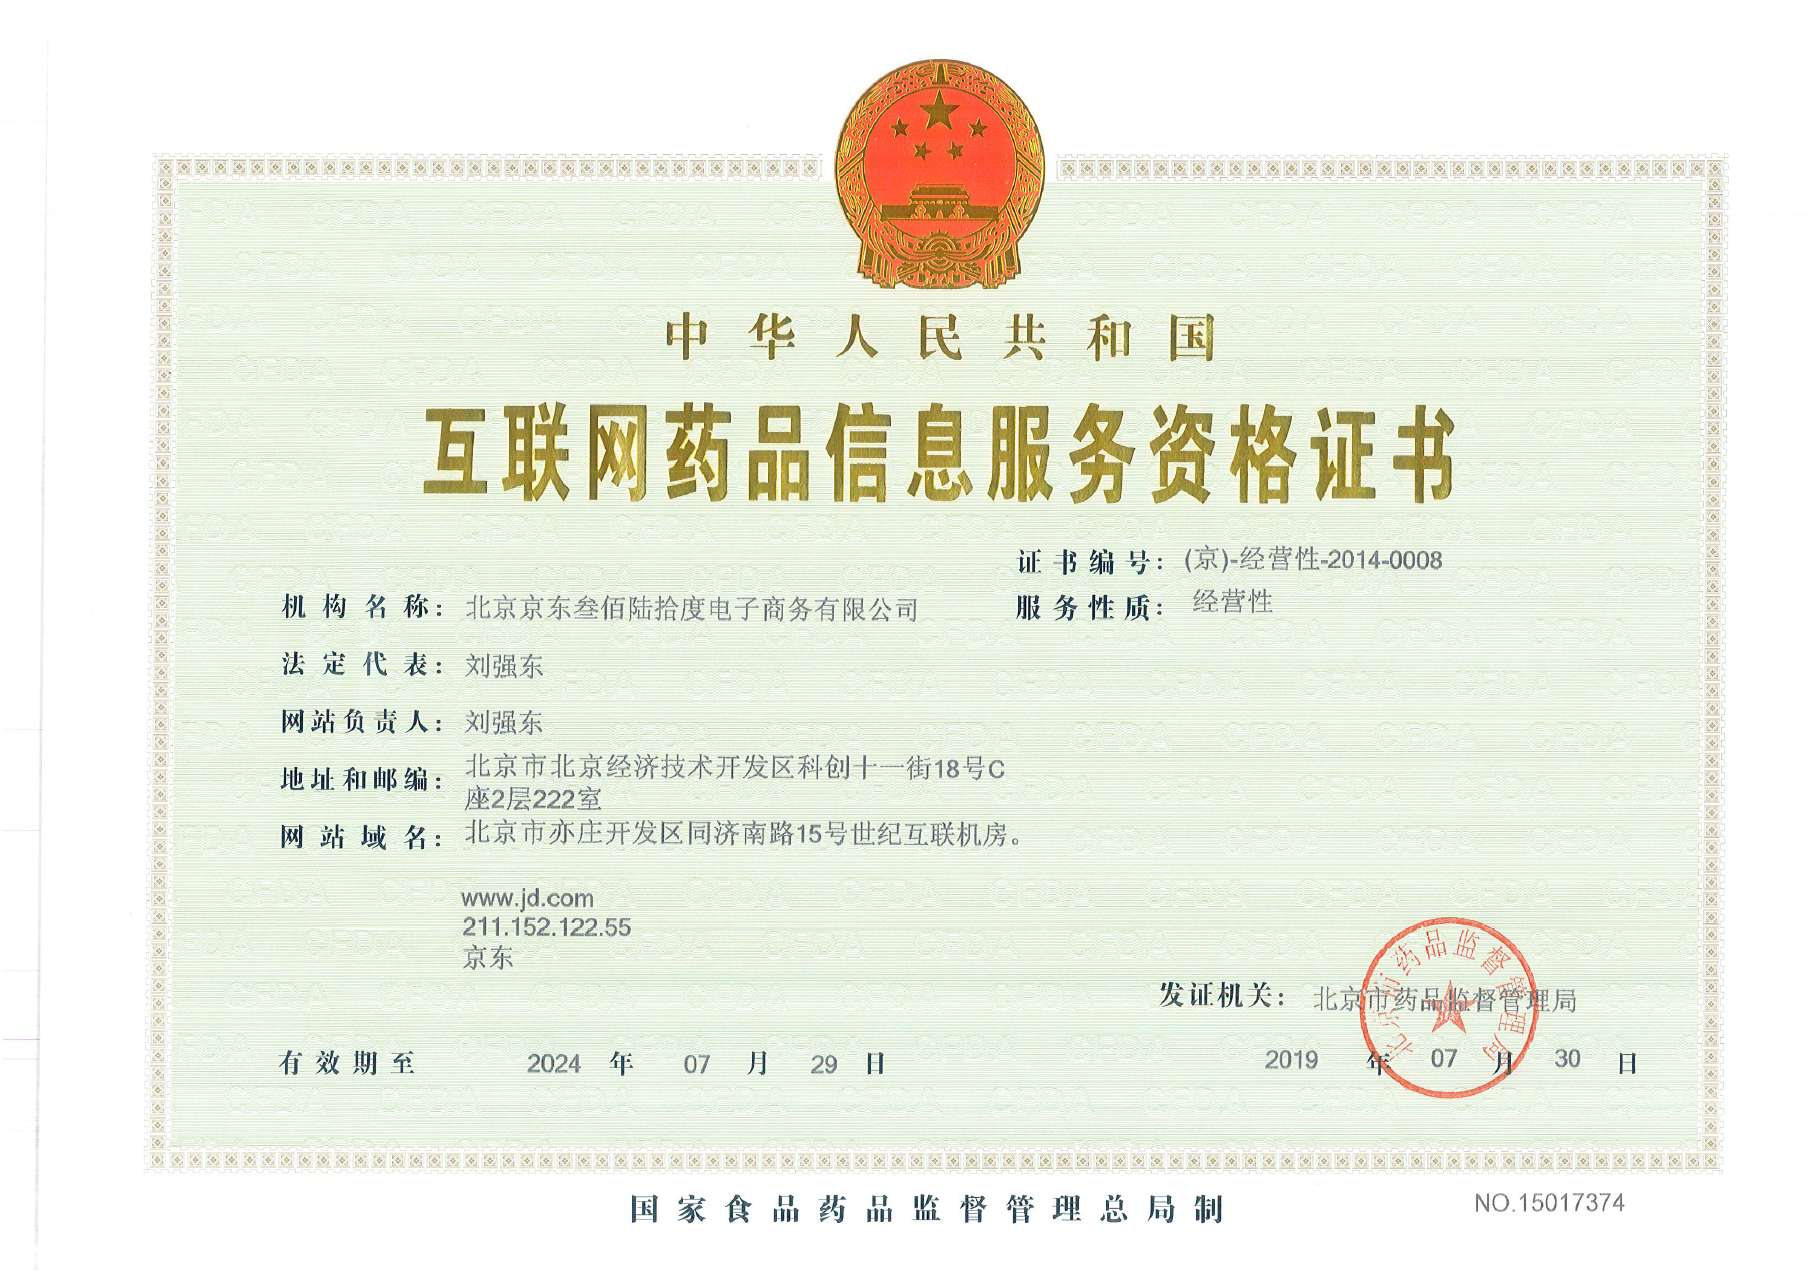 中华人民共和国
互联网药品信息服务资格证书
证书编号：(京)-经营性-2014-0008
机构名称：北京京东叁佰陆拾度电子商务有限公司
服务性质：经营性
法定代表：刘强东
网站负责人：刘强东
地址和邮编：北京市北京经济技术开发区科创十一街18号C
座2层222室
网站域名：北京市亦庄开发区同济南路15号世纪互联机房。
www.jd.com
211.152.122.55
京东
发证机关：北京市药品监督管理局
北京市药品监督管理局
有效期至 2024 年 07 月 29 日
2019 年 07 月 30 日
国家食品药品监督管理总局制
NO.15017374